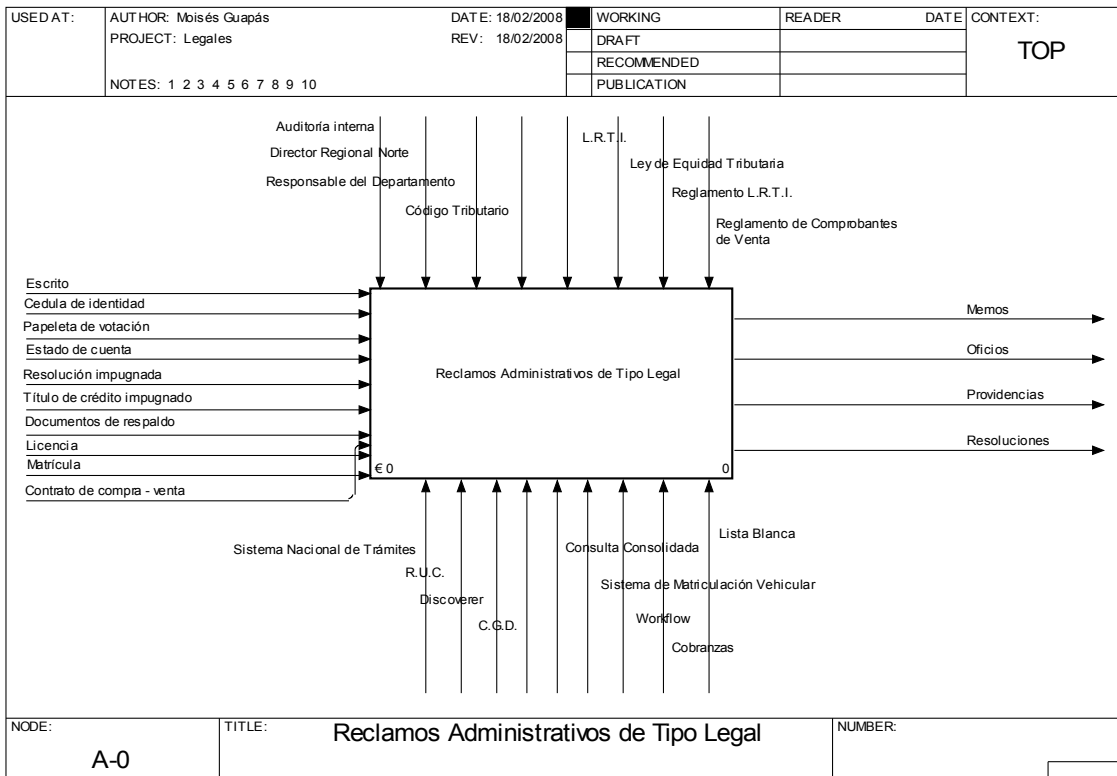 USED AT:
AUTHOR: Moisés Guapás
DATE: 18/02/2008
PROJECT: Legales
REV: 18/02/2008
NOTES: 1 2 3 4 5 6 7 8 9 10
WORKING
DRAFT
RECOMMENDED
PUBLICATION
READER
DATE
CONTEXT:
TOP
Auditoría interna
Director Regional Norte
Responsable del Departamento
Código Tributario
L.R.T.I.
Ley de Equidad Tributaria
Reglamento L.R.T.I.
Reglamento de Comprobantes
de Venta
Escrito
Cedula de identidad
Papeleta de votación
Estado de cuenta
Resolución impugnada
Título de crédito impugnado
Documentos de respaldo
Licencia
Matrícula
Contrato de compra - venta
Reclamos Administrativos de Tipo Legal
€ 0
0
Memos
Oficios
Providencias
Resoluciones
Sistema Nacional de Trámites
R.U.C.
Discoverer
C.G.D.
Consulta Consolidada
Lista Blanca
Sistema de Matriculación Vehicular
Workflow
Cobranzas
NODE:
A-0
TITLE:
Reclamos Administrativos de Tipo Legal
NUMBER: